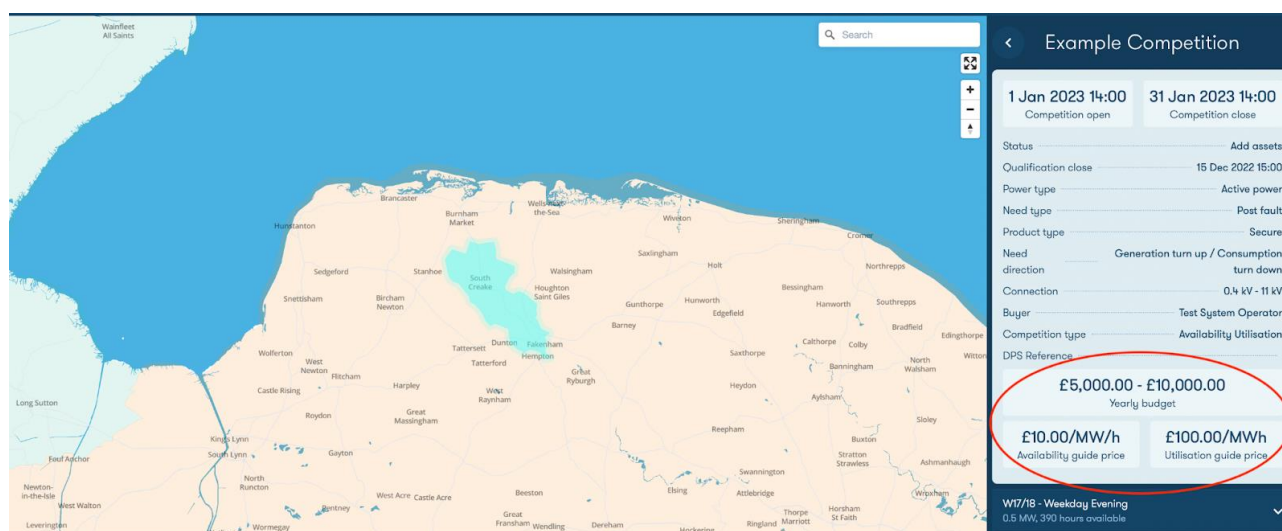 Wainfleet
All Saints
Search
Brancaster
Burnham
Market
Wells-next-
the-Sea
Wiveton
Sheringham
Cromer
Hunstanton
Saxlingham
Holt
Northrepps
Sedgeford
Stanhoe
South
Creake
Walsingham
Houghton
Saint Giles
Bessingham
Snettisham
Bircham
Newton
Gunthorpe
Hunworth
Edgefield
Hanworth
Southrepps
Barney
Bradfield
Edingthorpe
Wolferton
Tattersett
Dunton
Fakenham
Hempton
Tatterford
Saxthorpe
Calthorpe
Colby
Witton
West
Newton
Flitcham
Great
Ryburgh
Banningham
North
Walsham
Castle Rising
Harpley
West
Raynham
Heydon
Aylsham
Long Sutton
Roydon
Great
Massingham
Reepham
Sloley
Kings Lynn
South Lynn
Gayton
Buxton
Foul Anchor
Stratton
Strawless
Ashmanhaugh
Newton-
in-the-Isle
North
Runcton
Swannington
West Walton
West Acre
Castle Acre
Beeston
Elsing
Attlebridge
Wroxham
Pentney
Leverington
Wormegay
Great
Fransham
Wendling
Dereham
Hockering
Ringland
Thorpe
Marriott
Horsham
St Faith
Example Competition
1 Jan 2023 14:00
Competition open
31 Jan 2023 14:00
Competition close
Status Add assets
Qualification close 15 Dec 2022 15:00
Power type Active power
Need type Post fault
Product type Secure
Need direction Generation turn up / Consumption turn down
Connection 0.4 kV - 11 kV
Buyer Test System Operator
Competition type Availability Utilisation
DPS Reference
£5,000.00 - £10,000.00
Yearly budget
£10.00/MW/h
Availability guide price
£100.00/MWh
Utilisation guide price
W17/18 - Weekday Evening
0.5 MW, 390 hours available